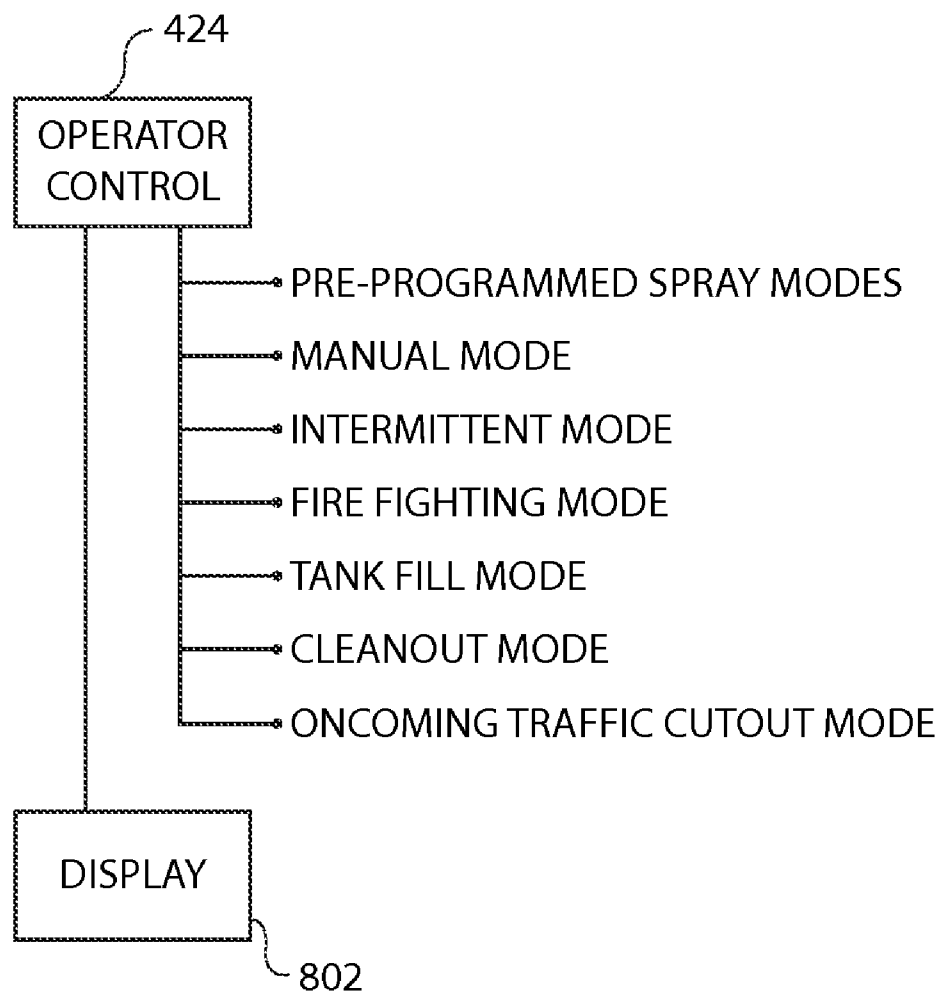 424
OPERATOR
CONTROL
PRE-PROGRAMMED SPRAY MODES
MANUAL MODE
INTERMITTENT MODE
FIRE FIGHTING MODE
TANK FILL MODE
CLEANOUT MODE
ONCOMING TRAFFIC CUTOUT MODE
DISPLAY
802